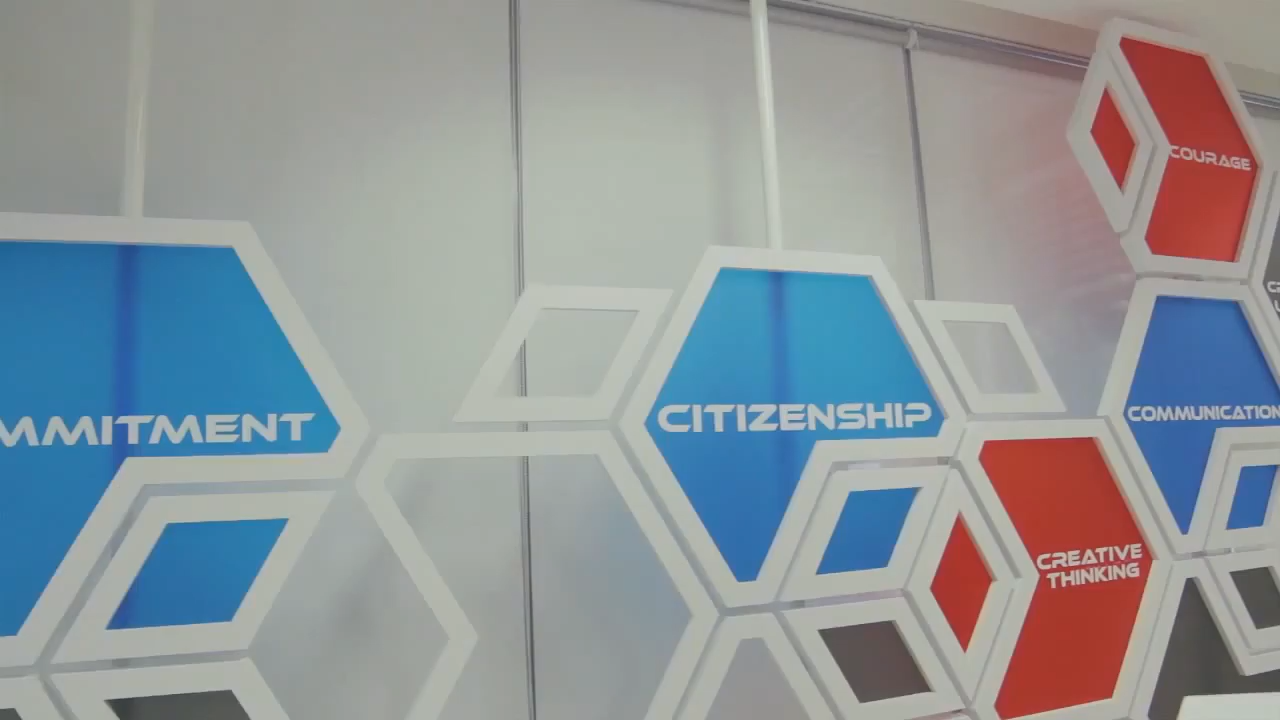 COURAGE
MMITMENT
CITIZENSHIP
COMMUNICATION
CREATIVE
THINKING